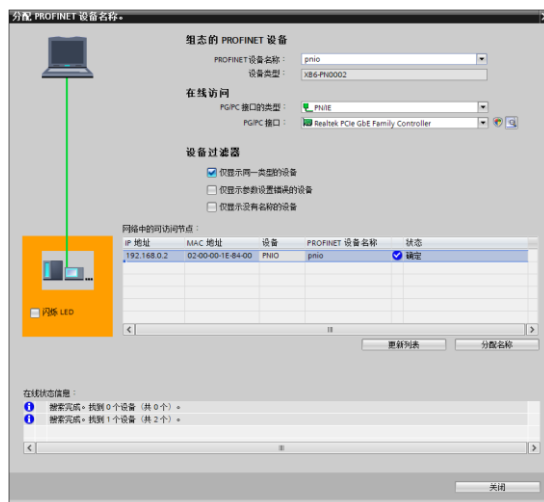 分配 PROFINET 设备名称。
组态的 PROFINET 设备
PROFINET设备名称： pnio
设备类型： XB6-PN0002
在线访问
PG/PC 接口的类型： PN/IE
PG/PC 接口： Realtek PCIe GbE Family Controller
设备过滤器
仅显示同一类型的设备
仅显示参数设置错误的设备
仅显示没有名称的设备
网络中的可访问节点：
IP 地址 MAC 地址 设备 PROFINET 设备名称 状态
192.168.0.2 02-00-00-1E-84-00 PNIO pnio 确定
闪烁 LED
更新列表 分配名称
在线状态信息：
搜索完成。找到 0 个设备（共 0 个）。
搜索完成。找到 1 个设备（共 2 个）。
关闭